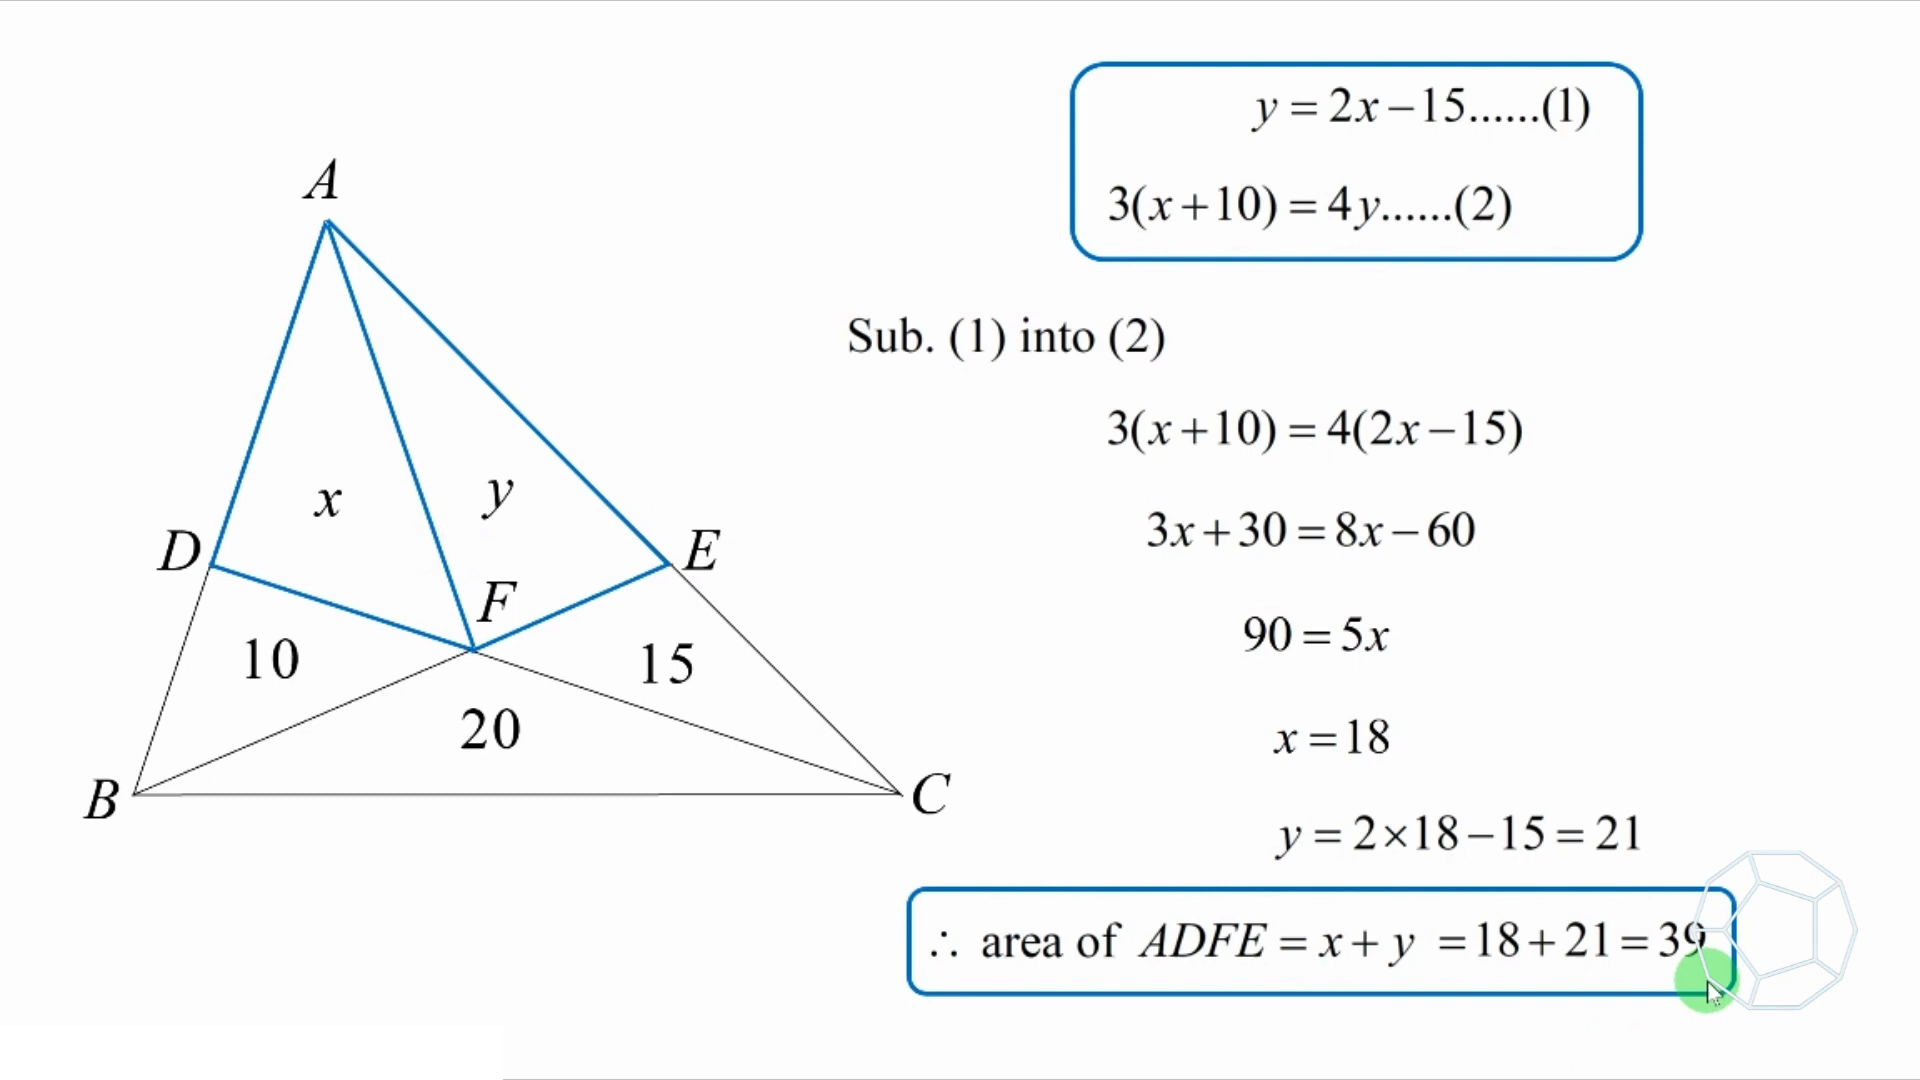 y = 2x − 15......(1)
3(x + 10) = 4y......(2)
Sub. (1) into (2)
3(x + 10) = 4(2x − 15)
3x + 30 = 8x − 60
90 = 5x
x = 18
y = 2×18 − 15 = 21
∴ area of ADFE = x + y = 18 + 21 = 39
A
x
y
D
E
F
10
15
20
B
C